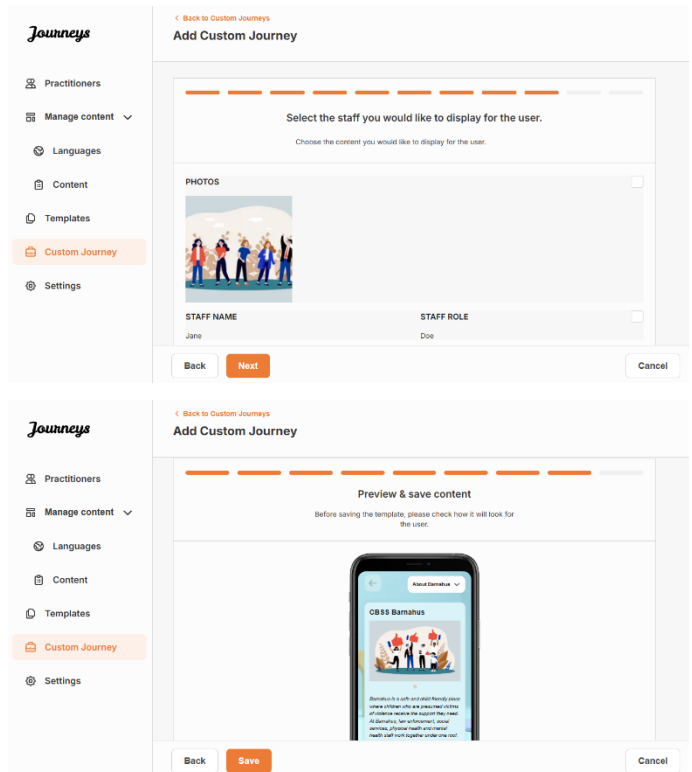 Journeys
< Back to Custom Journeys
Add Custom Journey
Practitioners
Manage content
Languages
Content
Templates
Custom Journey
Settings
Select the staff you would like to display for the user.
Choose the content you would like to display for the user.
PHOTOS
STAFF NAME STAFF ROLE
Jane Doe
Back Next Cancel
Journeys
< Back to Custom Journeys
Add Custom Journey
Practitioners
Manage content
Languages
Content
Templates
Custom Journey
Settings
Preview & save content
Before saving the template, please check how it will look for
the user.
About Barnahus
CBSS Barnahus
Barnahus is a safe and child friendly place
where children who are presumed victims
of violence receive the support they need.
At Barnahus, law enforcement, social
services, physical health and mental
health staff work together under one roof.
Back Save Cancel